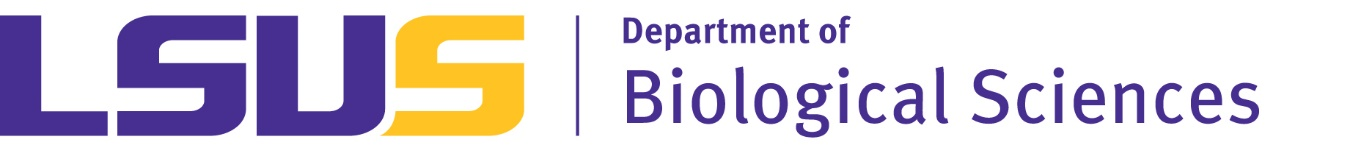 LSUS
Department of
Biological Sciences